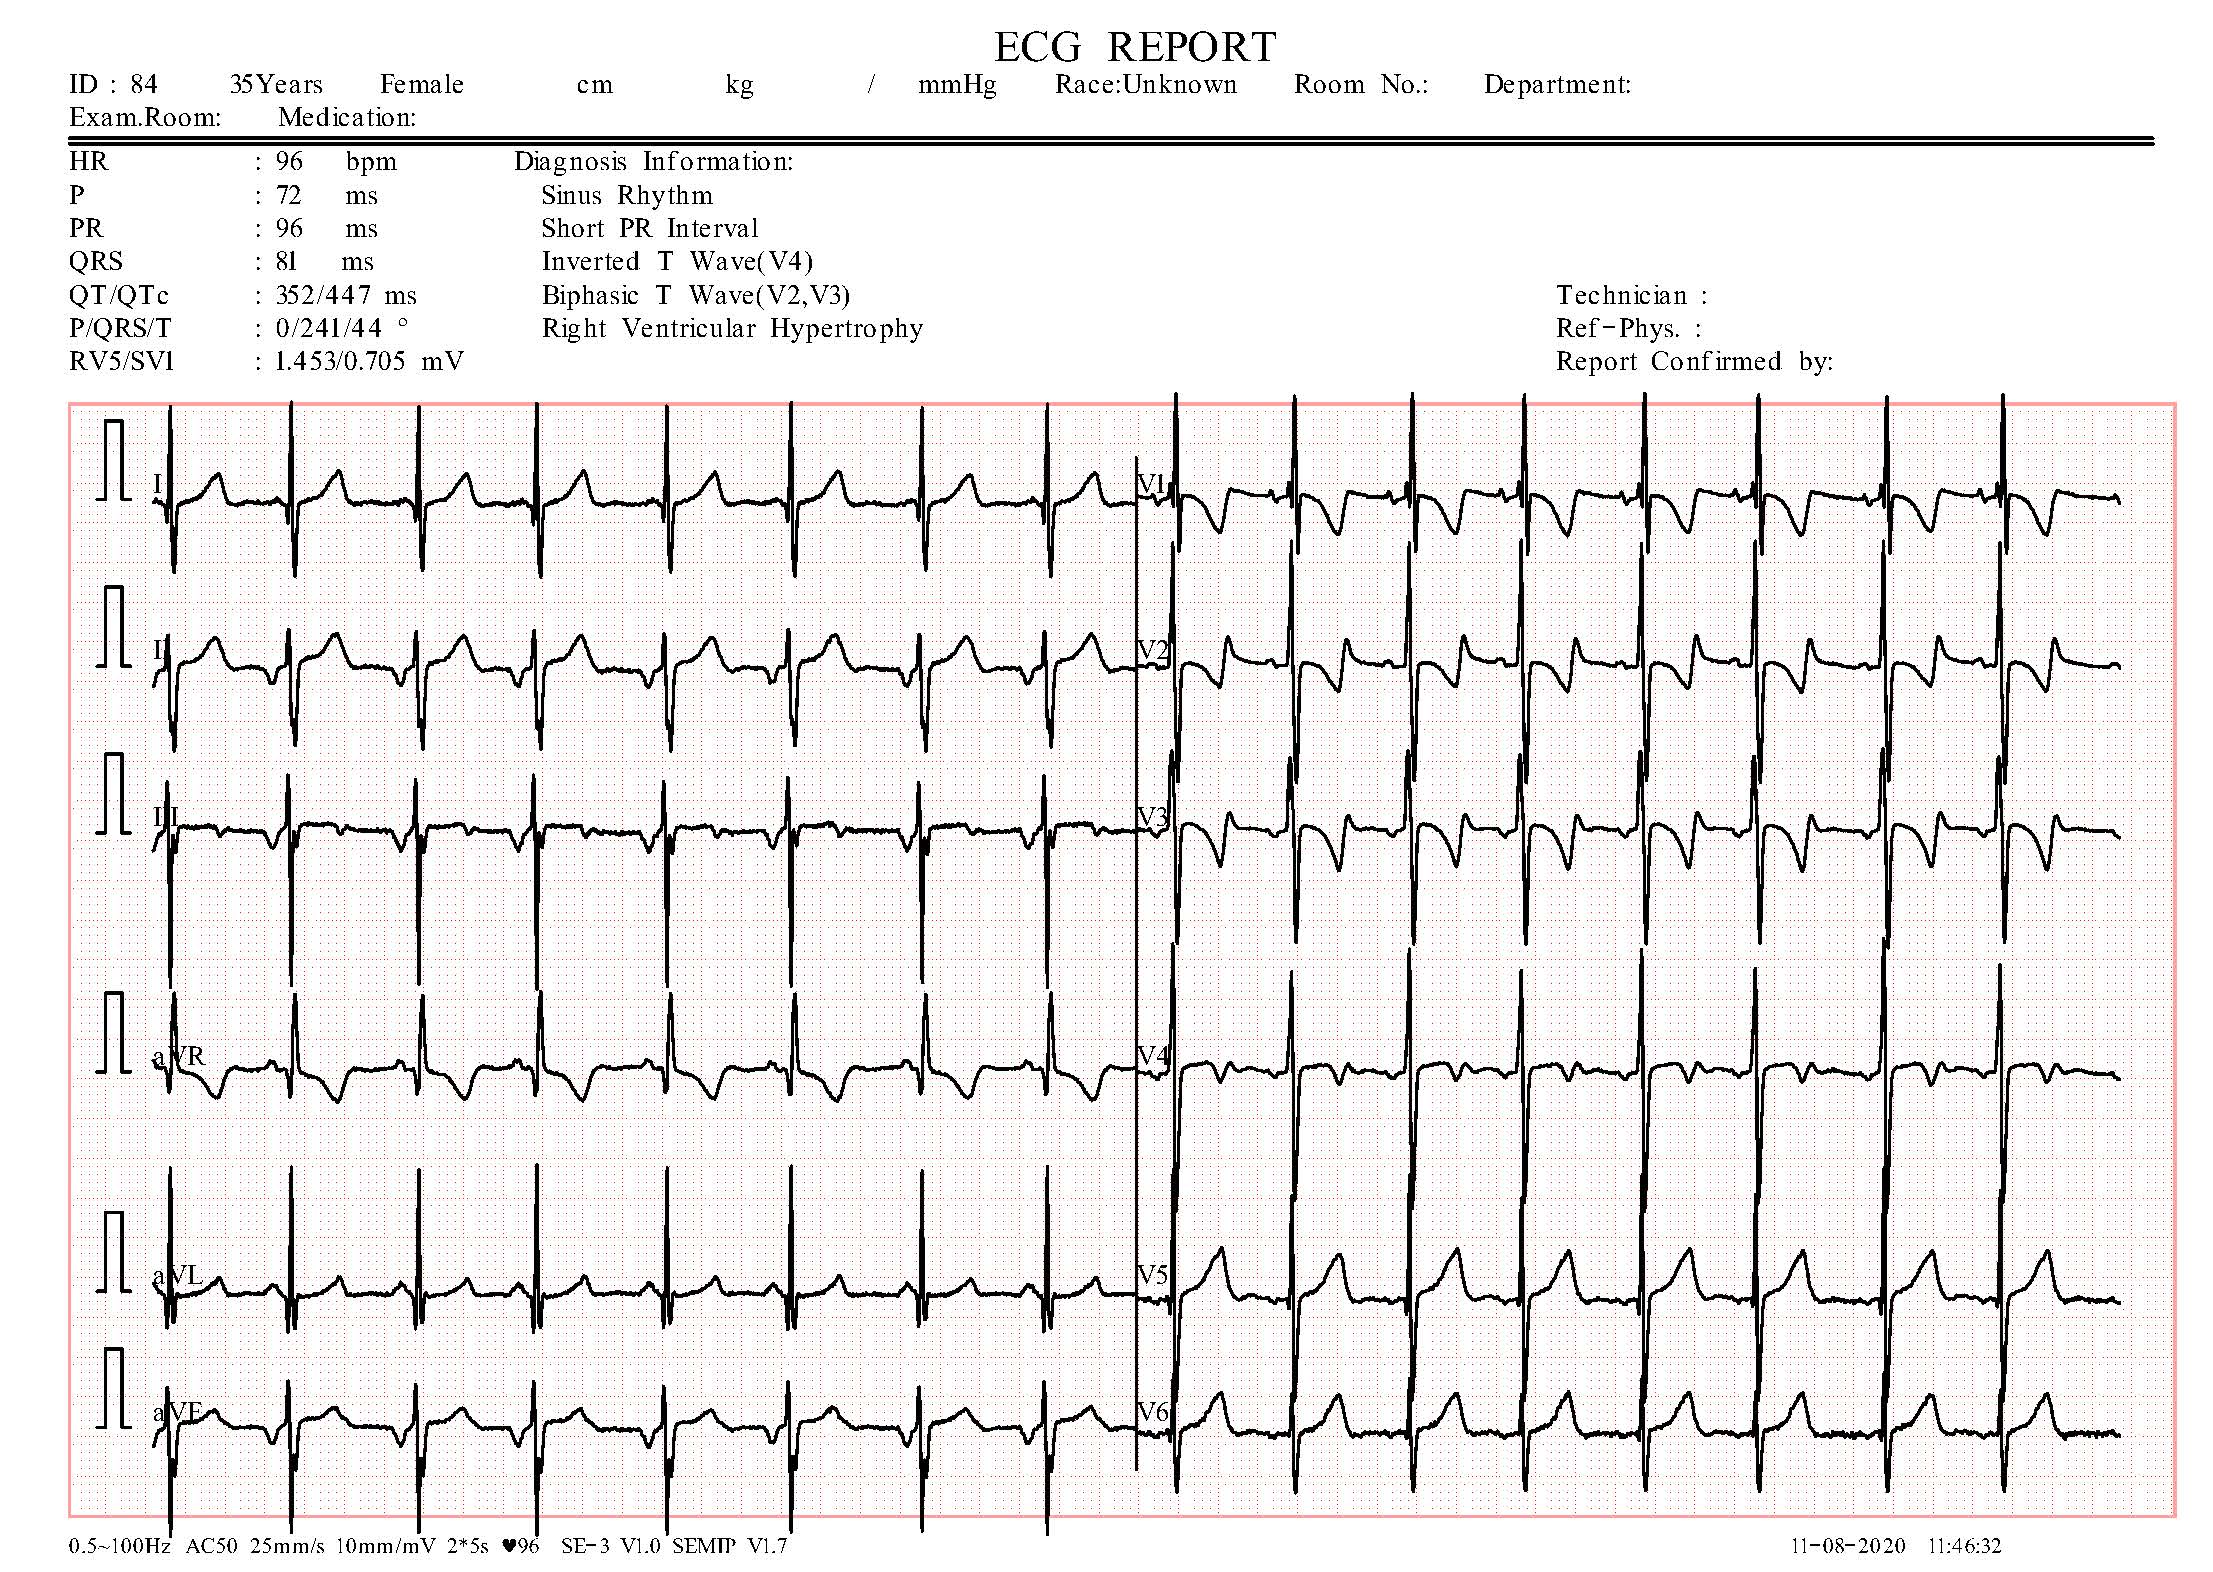 ECG REPORT
ID : 84 35Years Female cm kg / mmHg Race:Unknown Room No.: Department:
Exam.Room: Medication:
HR : 96 bpm Diagnosis Information:
P : 72 ms Sinus Rhythm
PR : 96 ms Short PR Interval
QRS : 81 ms Inverted T Wave(V4)
QT/QTc : 352/447 ms Biphasic T Wave(V2,V3) Technician :
P/QRS/T : 0/241/44 ° Right Ventricular Hypertrophy Ref-Phys. :
RV5/SV1 : 1.453/0.705 mV Report Confirmed by:
I V1
II V2
III V3
aVR V4
aVL V5
aVF V6
0.5~100Hz AC50 25mm/s 10mm/mV 2*5s ♥96 SE-3 V1.0 SEMIP V1.7 11-08-2020 11:46:32